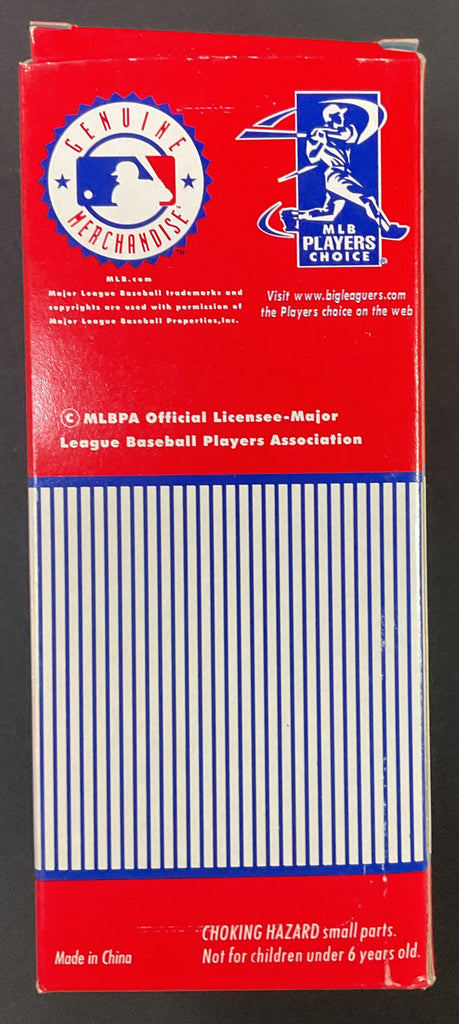 GENUINE
MERCHANDISE™
MLB.com
Major League Baseball trademarks and
copyrights are used with permission of
Major League Baseball Properties,Inc.
MLB
PLAYERS
CHOICE®
Visit www.bigleaguers.com
the Players choice on the web
© MLBPA Official Licensee-Major
League Baseball Players Association
CHOKING HAZARD small parts.
Not for children under 6 years old.
Made in China